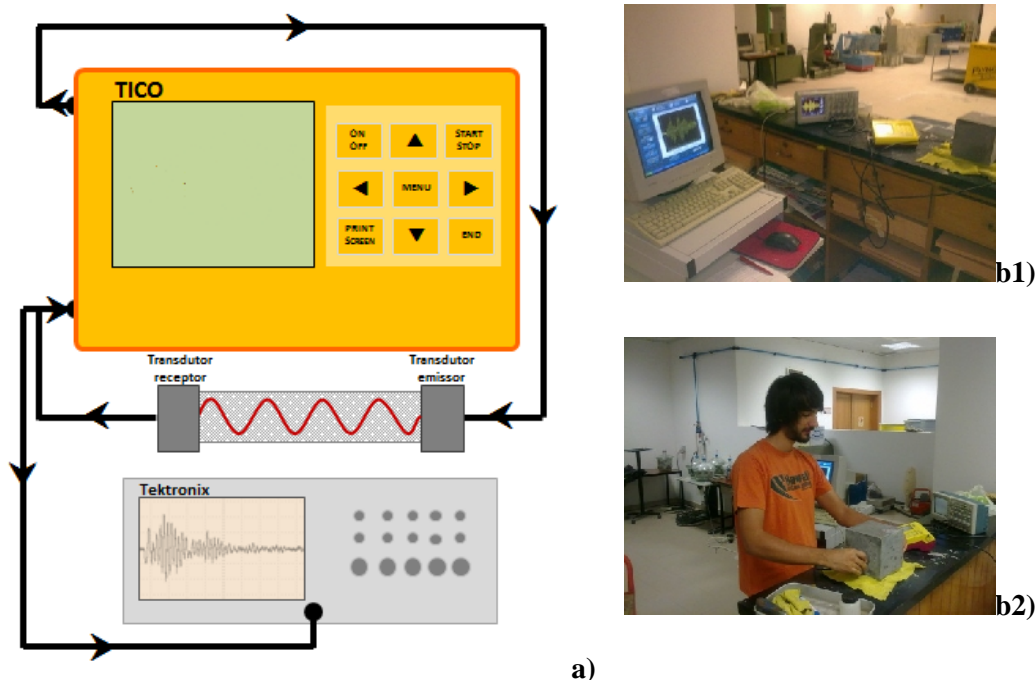 TICO
ON
OFF
START
STOP
MENU
PRINT
SCREEN
END
Transdutor
receptor
Transdutor
emissor
Tektronix
a)
b1)
b2)